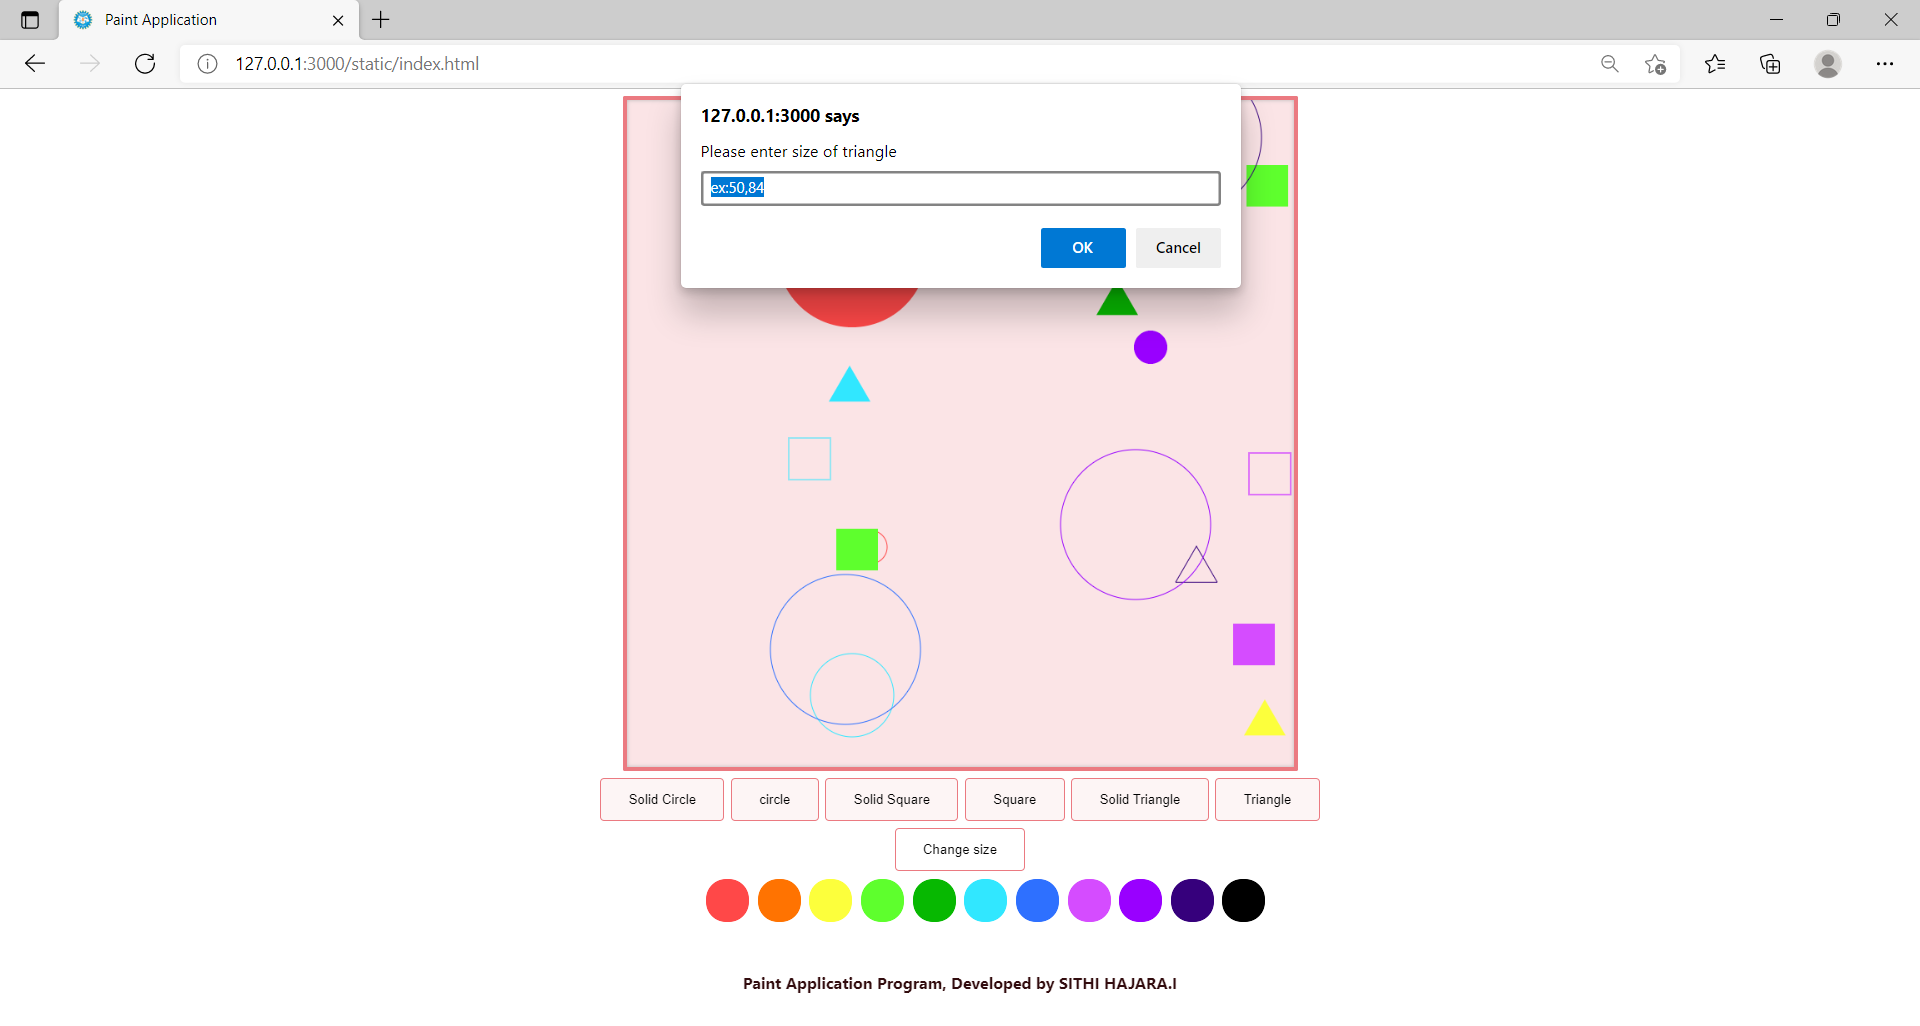 Paint Application
127.0.0.1:3000/static/index.html
127.0.0.1:3000 says
Please enter size of triangle
ex:50,84
OK Cancel
Solid Circle circle Solid Square Square Solid Triangle Triangle
Change size
Paint Application Program, Developed by SITHI HAJARA.I